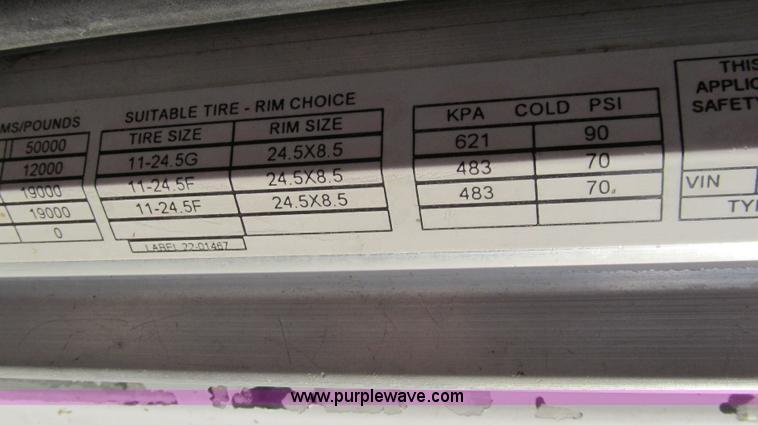 MS/POUNDS
50000
12000
19000
19000
0
SUITABLE TIRE - RIM CHOICE
TIRE SIZE RIM SIZE
11-24.5G 24.5X8.5
11-24.5F 24.5X8.5
11-24.5F 24.5X8.5
LABEL 22-01467
KPA COLD PSI
621 90
483 70
483 70
THIS
APPLIC
SAFETY
VIN
TYP
www.purplewave.com